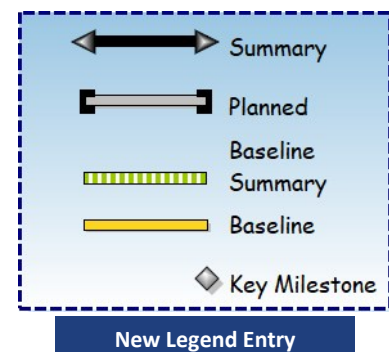 Summary
Planned
Baseline
Summary
Baseline
Key Milestone
New Legend Entry